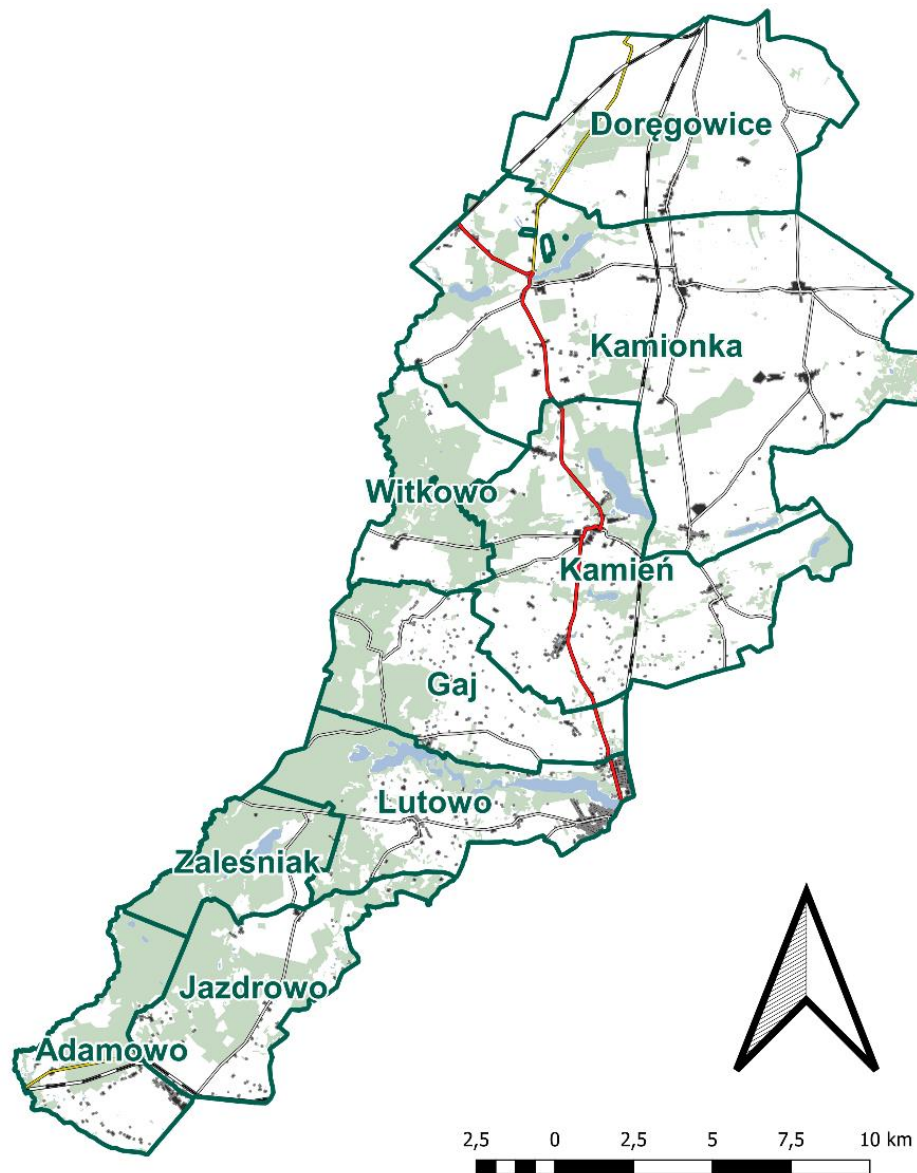 Doręgowice
Kamionka
Witkowo
Kamień
Gaj
Lutowo
Zaleśniak
Jazdrowo
Adamowo
2,5 0 2,5 5 7,5 10 km